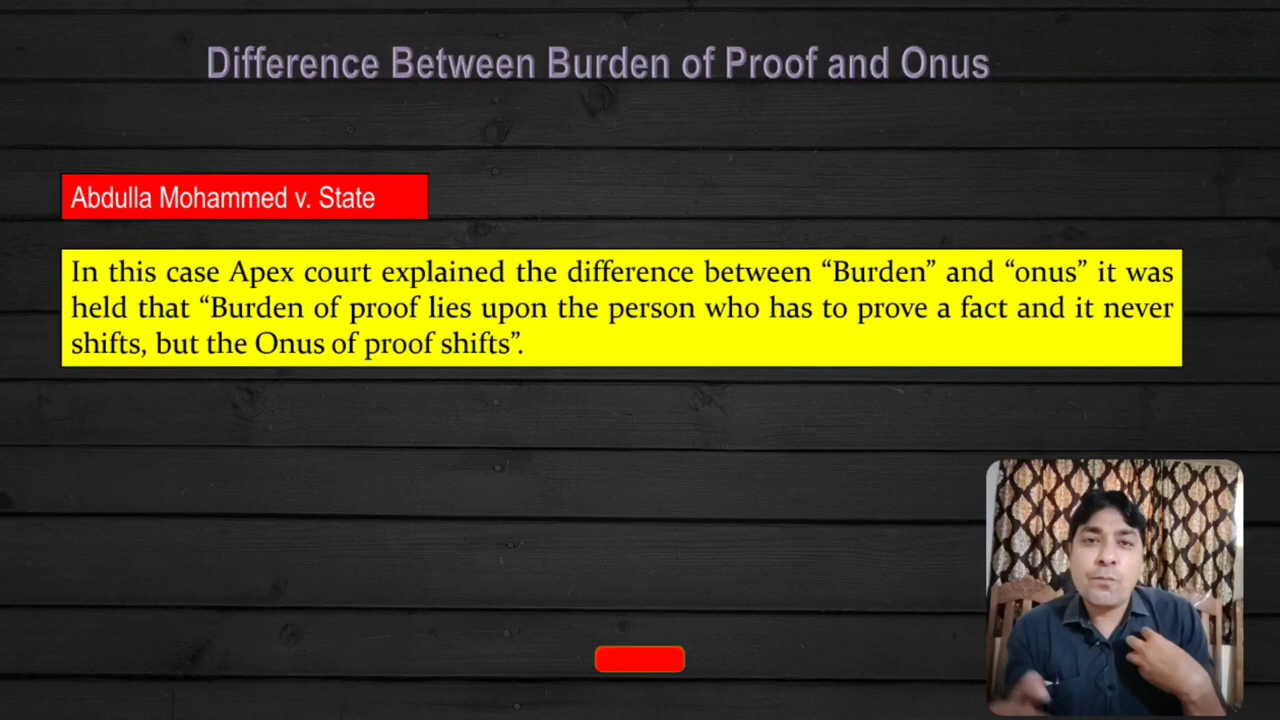 Difference Between Burden of Proof and Onus
Abdulla Mohammed v. State
In this case Apex court explained the difference between “Burden” and “onus” it was
held that “Burden of proof lies upon the person who has to prove a fact and it never
shifts, but the Onus of proof shifts”.